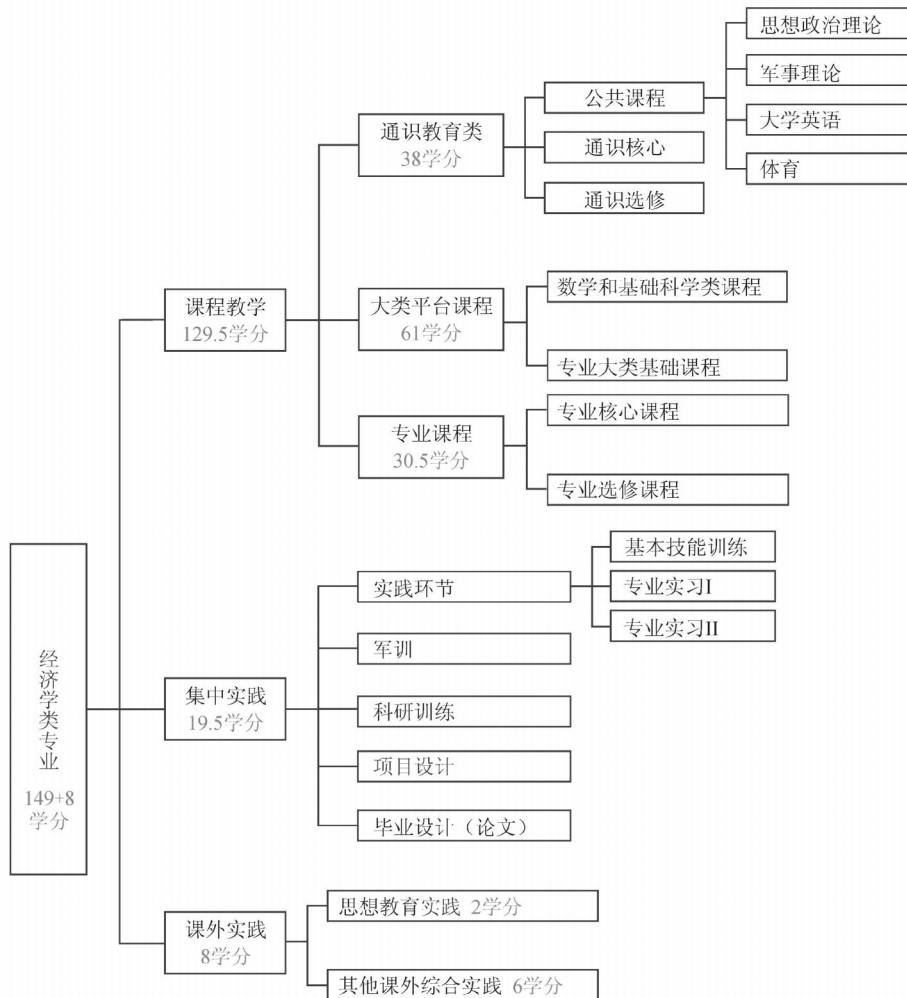 经济学类专业
149+8
学分
课程教学
129.5学分
通识教育类
38学分
公共课程
思想政治理论
军事理论
大学英语
体育
通识核心
通识选修
大类平台课程
61学分
数学和基础科学类课程
专业大类基础课程
专业课程
30.5学分
专业核心课程
专业选修课程
集中实践
19.5学分
实践环节
基本技能训练
专业实习I
专业实习II
军训
科研训练
项目设计
毕业设计（论文）
课外实践
8学分
思想教育实践 2学分
其他课外综合实践 6学分